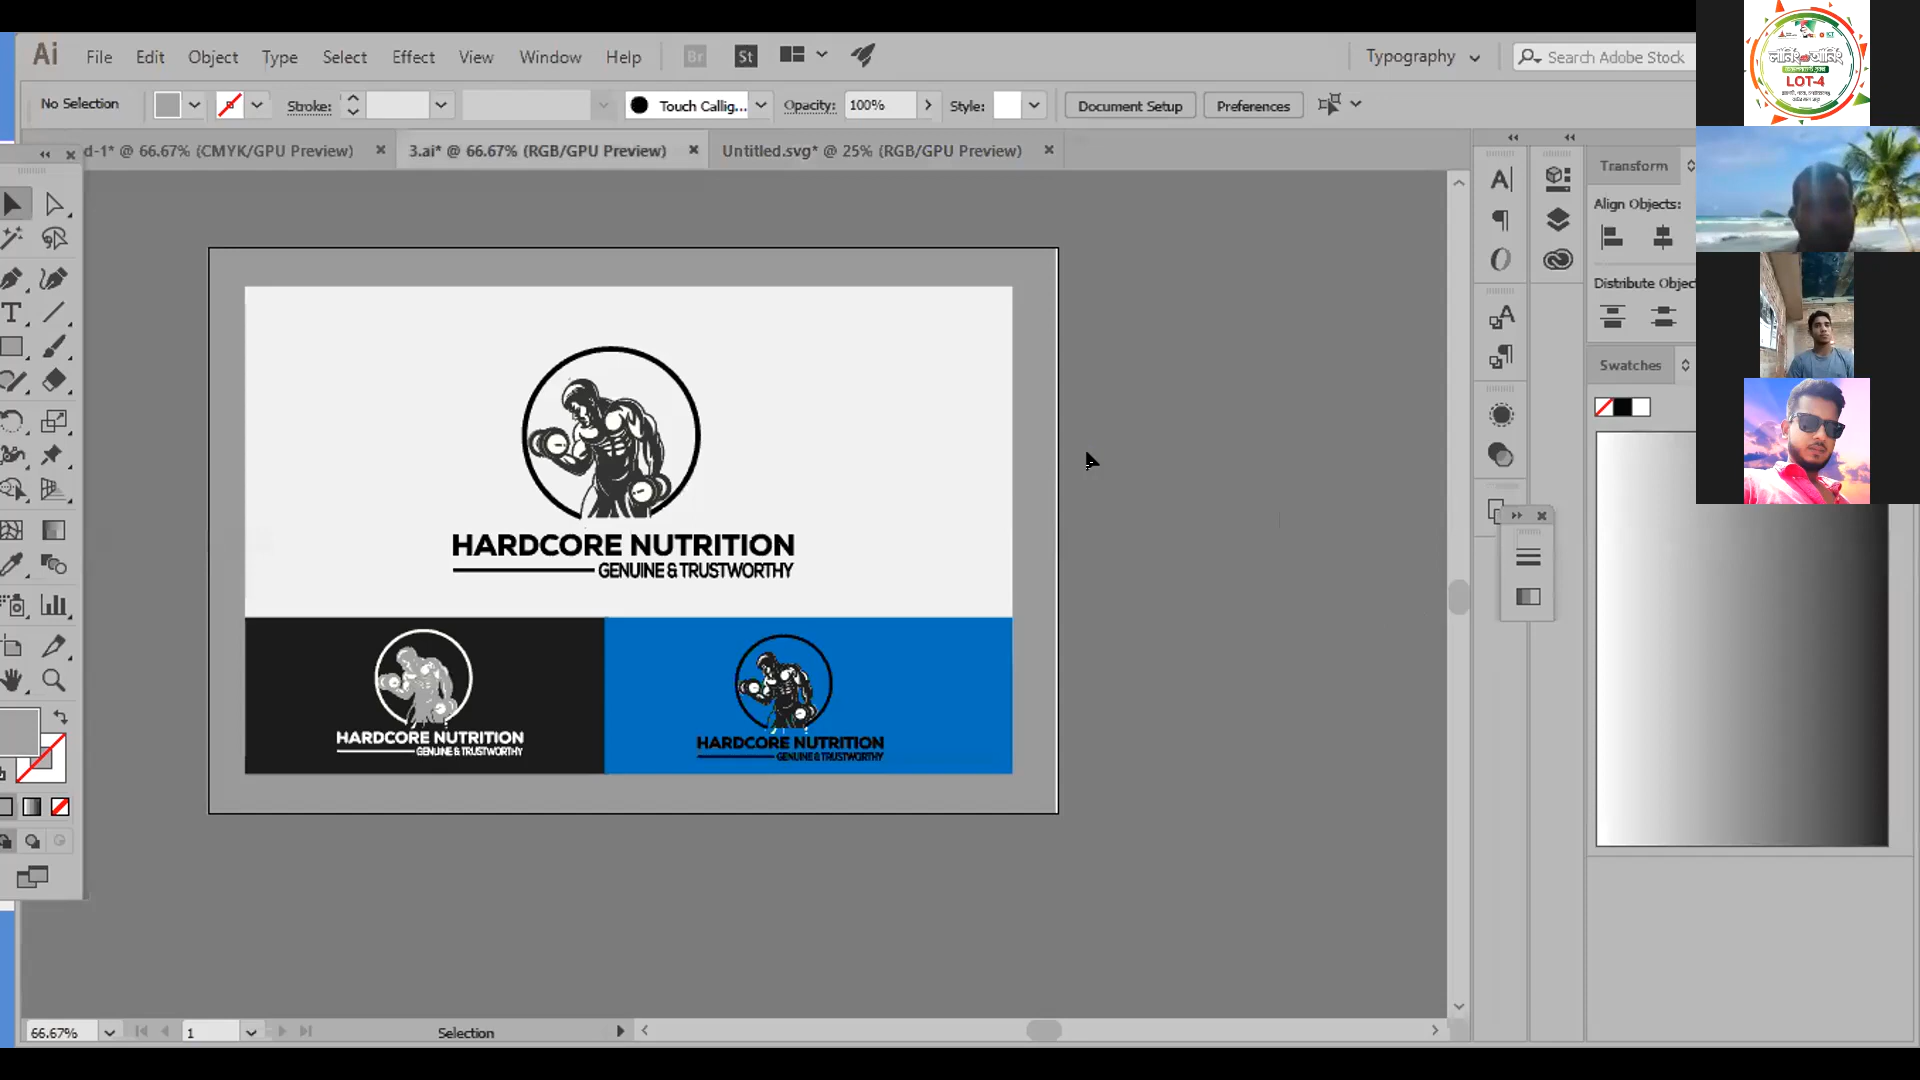 Ai File Edit Object Type Select Effect View Window Help Br St Typography Search Adobe Stock
No Selection Stroke: Touch Callig... Opacity: 100% Style: Document Setup Preferences
d-1* @ 66.67% (CMYK/GPU Preview) 3.ai* @ 66.67% (RGB/GPU Preview) Untitled.svg* @ 25% (RGB/GPU Preview)
Transform
Align Objects:
Distribute Objec
Swatches
HARDCORE NUTRITION
GENUINE & TRUSTWORTHY
HARDCORE NUTRITION
GENUINE & TRUSTWORTHY
HARDCORE NUTRITION
GENUINE & TRUSTWORTHY
66.67% 1 Selection
লার্নিং আর্নিং
LOT-4